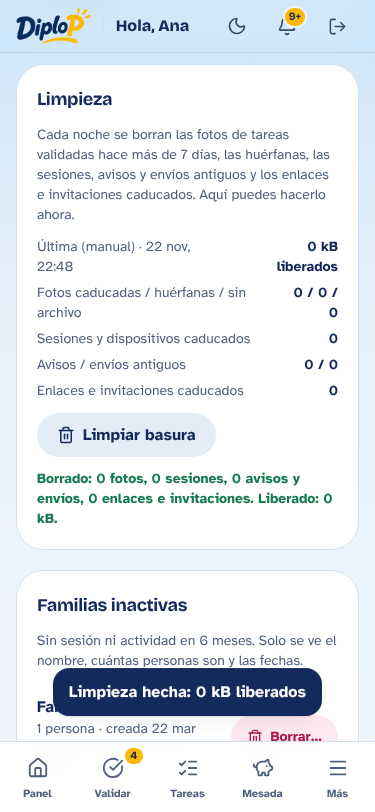 DiploP
Hola, Ana
9+
Limpieza
Cada noche se borran las fotos de tareas
validadas hace más de 7 días, las huérfanas, las
sesiones, avisos y envíos antiguos y los enlaces
e invitaciones caducados. Aquí puedes hacerlo
ahora.
Última (manual) · 22 nov,
22:48
0 kB
liberados
Fotos caducadas / huérfanas / sin
archivo
0 / 0 /
0
Sesiones y dispositivos caducados
0
Avisos / envíos antiguos
0 / 0
Enlaces e invitaciones caducados
0
Limpiar basura
Borrado: 0 fotos, 0 sesiones, 0 avisos y
envíos, 0 enlaces e invitaciones. Liberado: 0
kB.
Familias inactivas
Sin sesión ni actividad en 6 meses. Solo se ve el
nombre, cuántas personas son y las fechas.
Limpieza hecha: 0 kB liberados
1 persona · creada 22 mar
Borrar...
4
Panel
Validar
Tareas
Mesada
Más